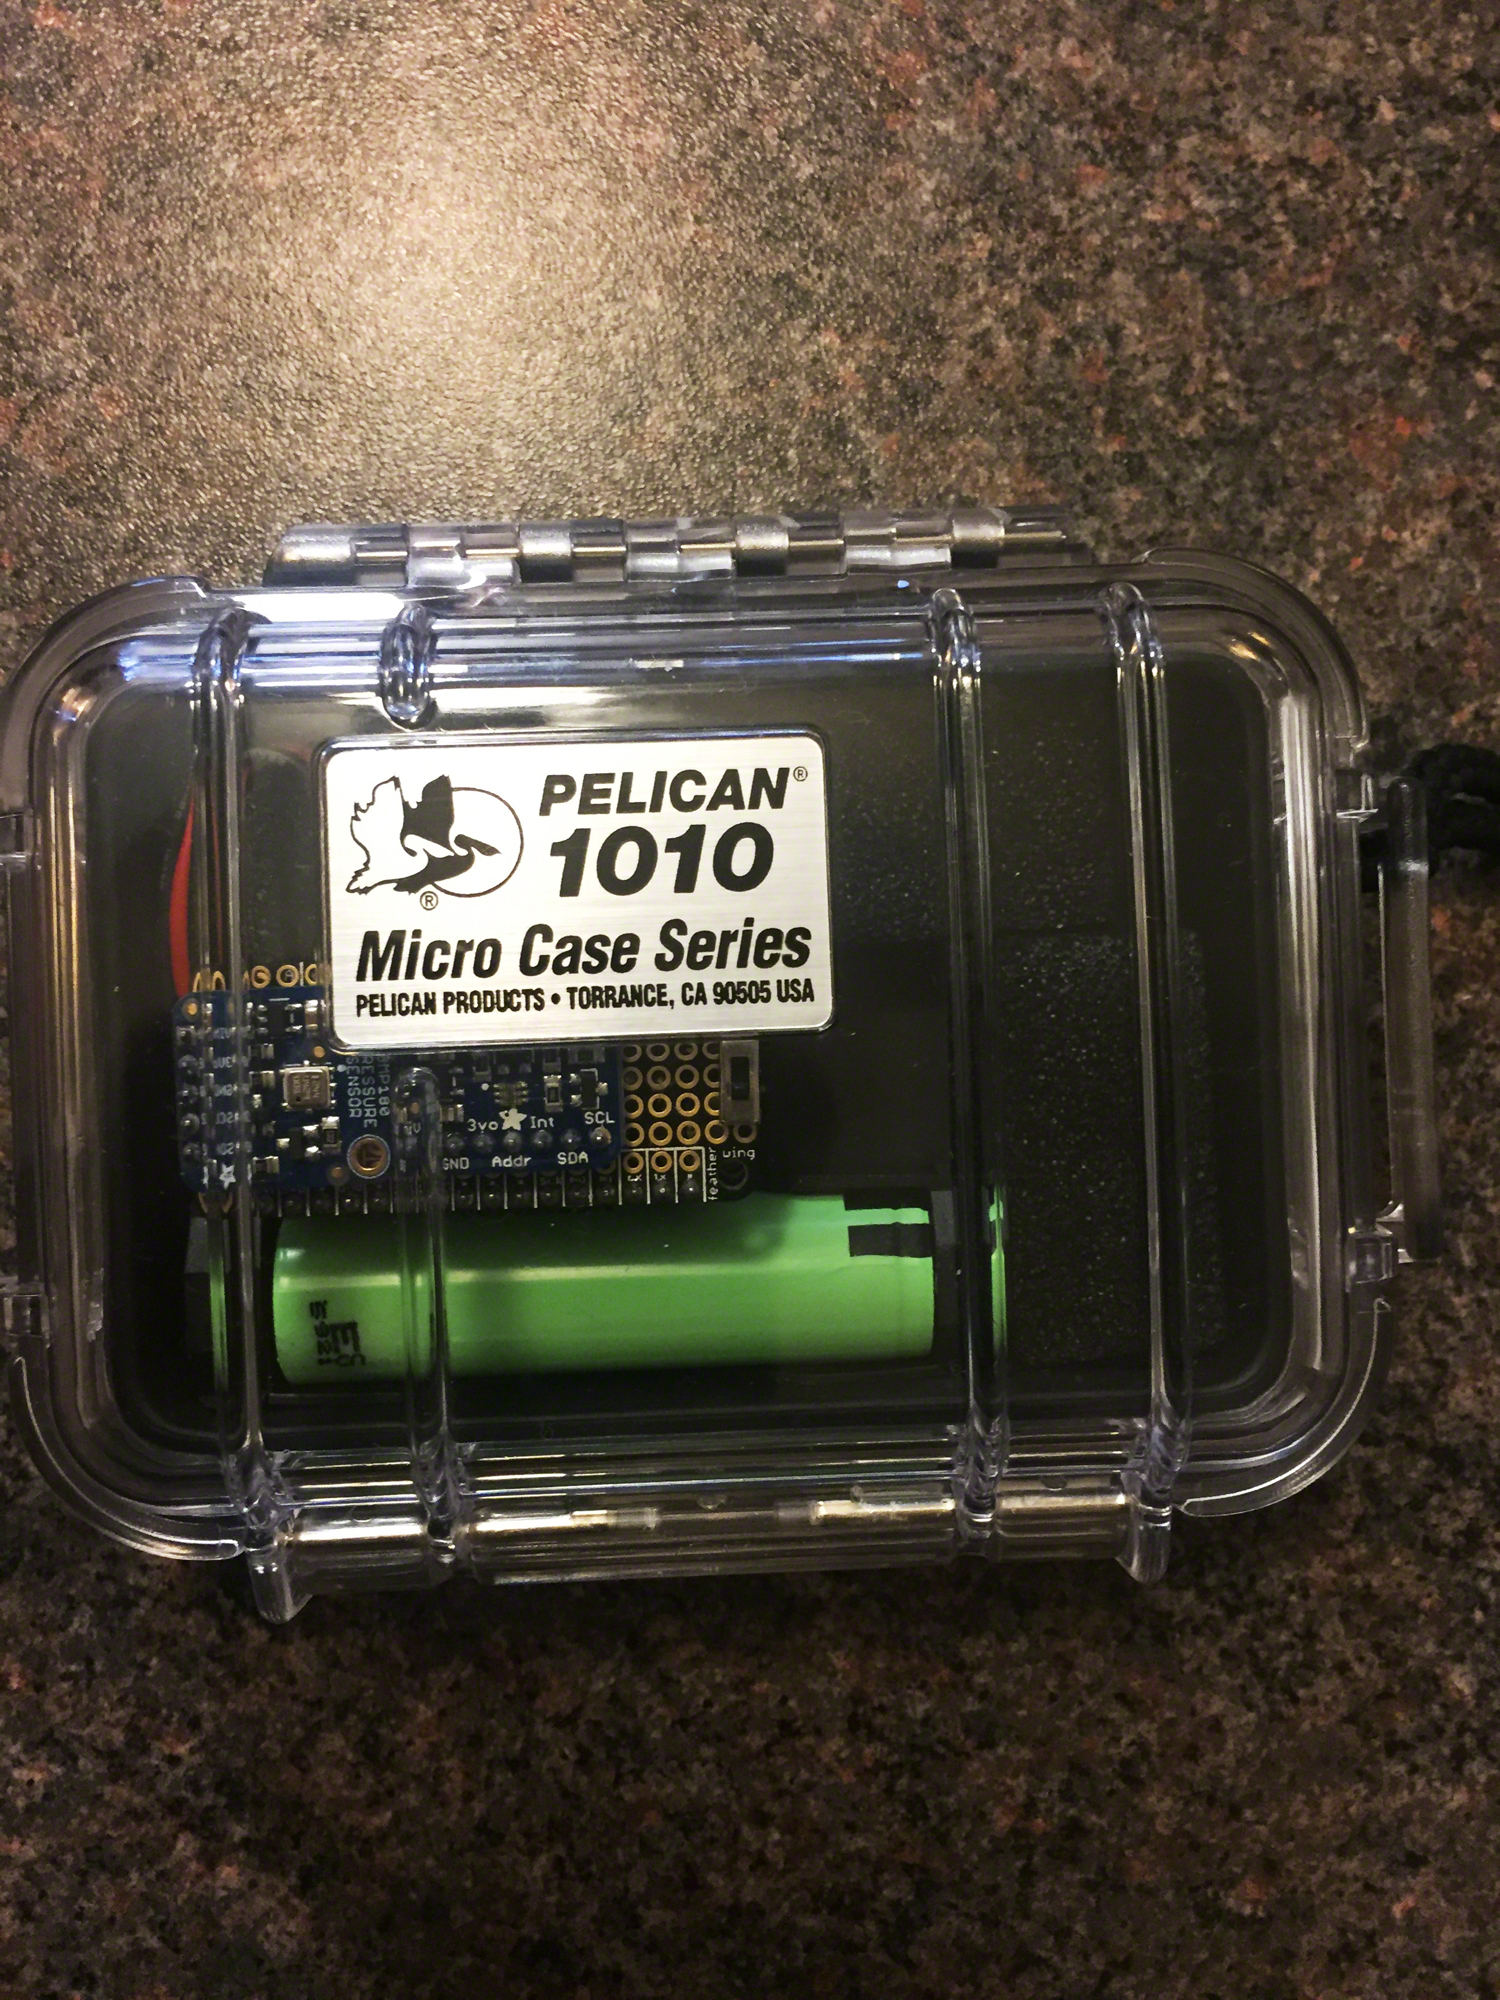 PELICAN®
1010
®
Micro Case Series
PELICAN PRODUCTS • TORRANCE, CA 90505 USA
BMP180
PRESSURE
SENSOR
3vo Int SCL
GND Addr SDA
feather
wing